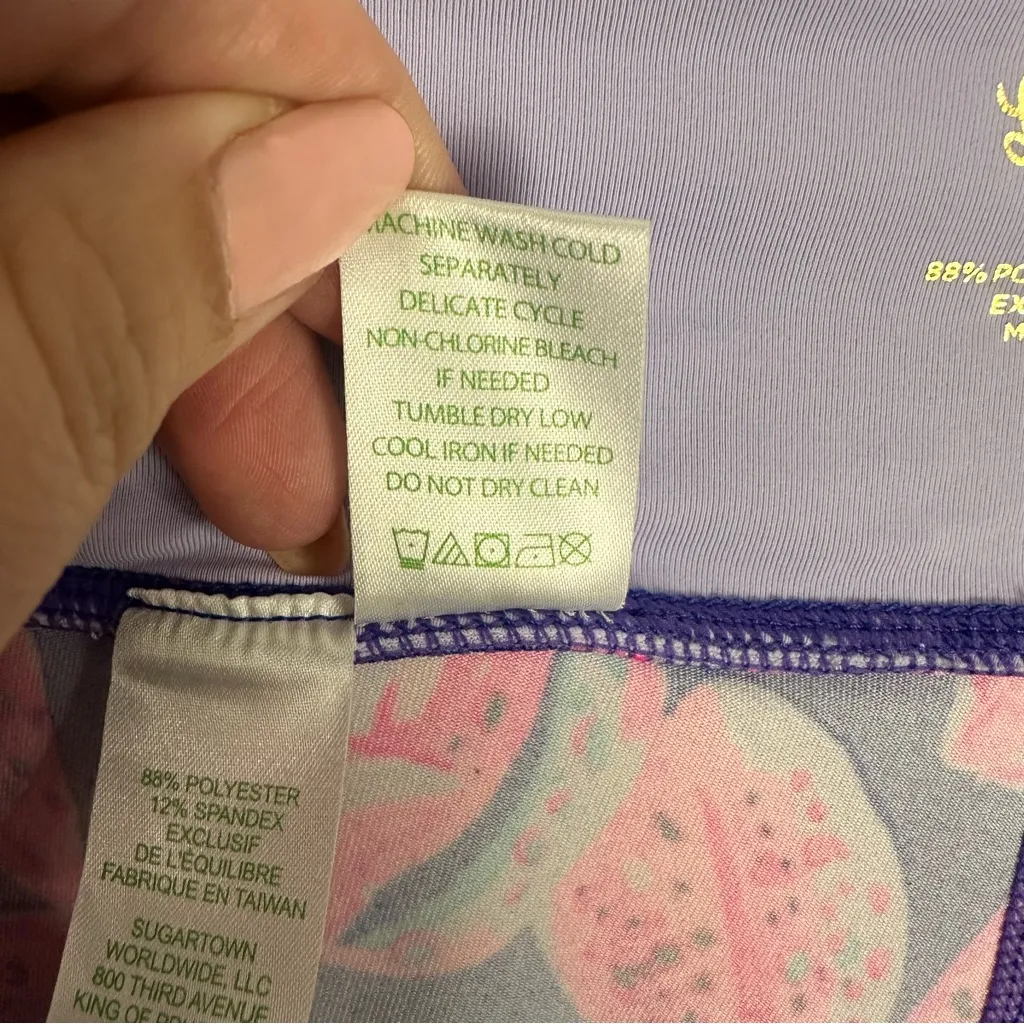 MACHINE WASH COLD
SEPARATELY
DELICATE CYCLE
NON-CHLORINE BLEACH
IF NEEDED
TUMBLE DRY LOW
COOL IRON IF NEEDED
DO NOT DRY CLEAN
88%
88% POLYESTER
12% SPANDEX
EXCLUSIF
DE L'ÉQUILIBRE
FABRIQUE EN TAIWAN
SUGARTOWN
WORLDWIDE, LLC
800 THIRD AVENUE
KING OF